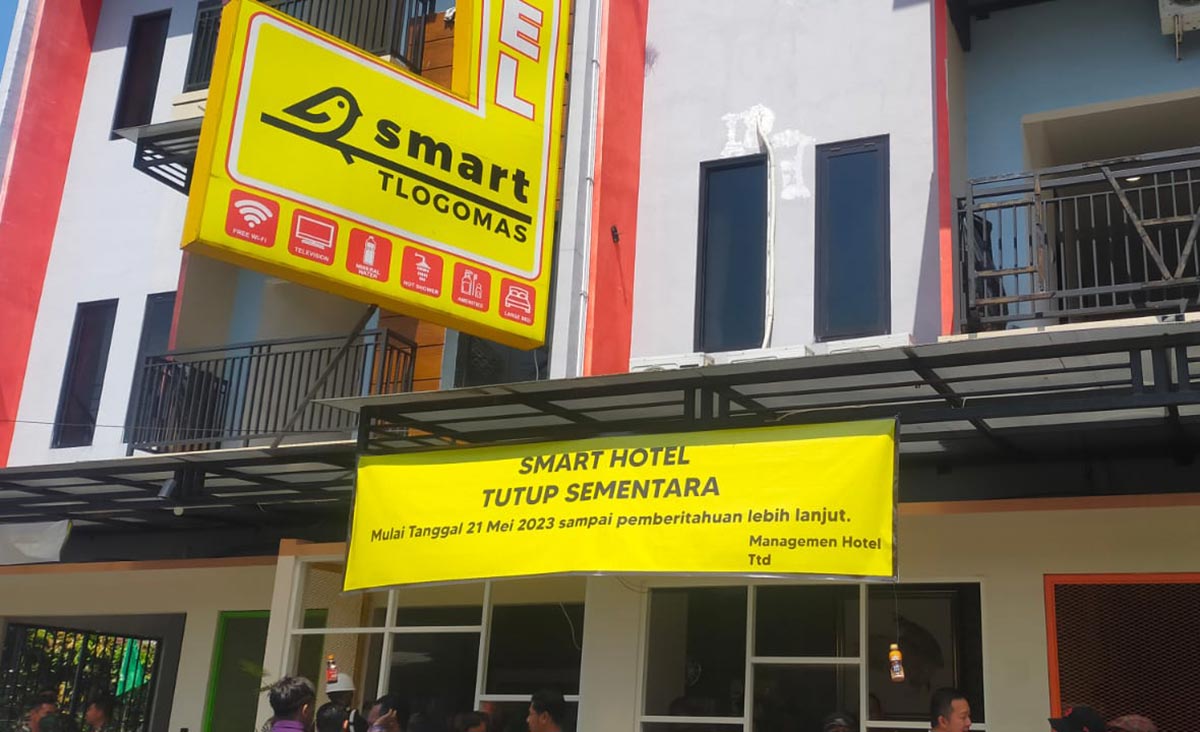 EL
smart
TLOGOMAS
FREE WI-FI
TELEVISION
MINERAL
WATER
HOT SHOWER
AMENITIES
LARGE BED
SMART HOTEL
TUTUP SEMENTARA
Mulai Tanggal 21 Mei 2023 sampai pemberitahuan lebih lanjut.
Managemen Hotel
Ttd